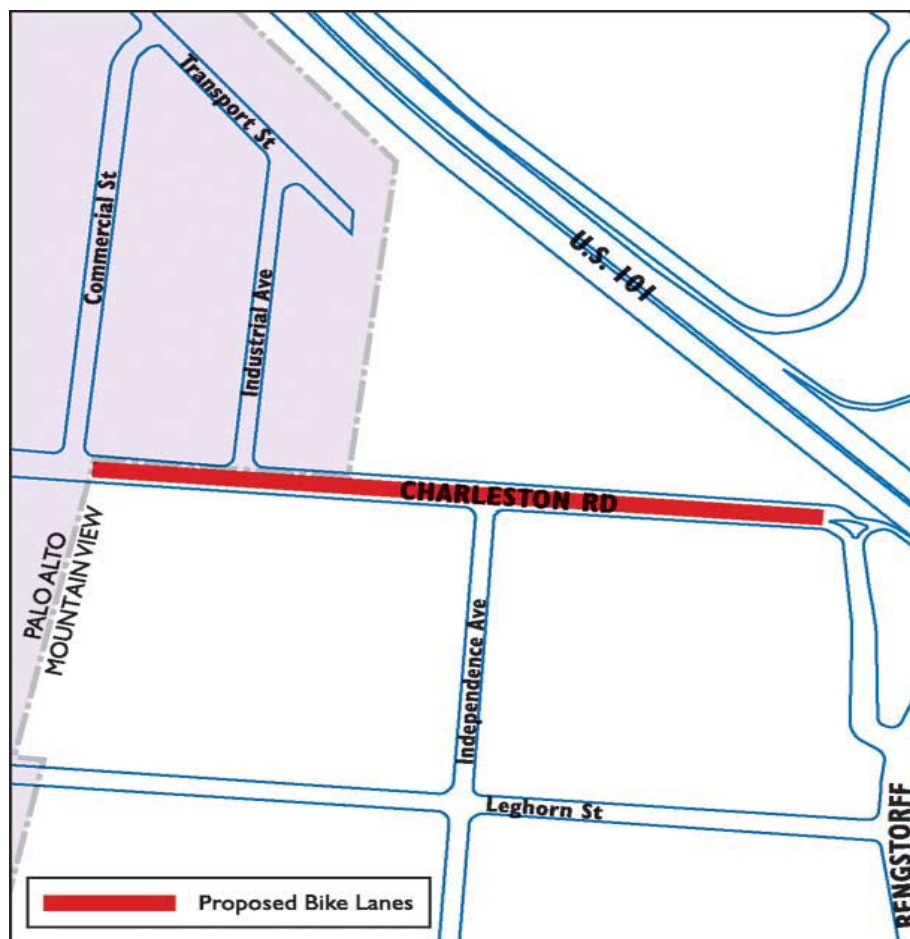 Transport St
Commercial St
Industrial Ave
U.S. 101
CHARLESTON RD
PALO ALTO
MOUNTAIN VIEW
Independence Ave
Leghorn St
RENGSTORFF
Proposed Bike Lanes